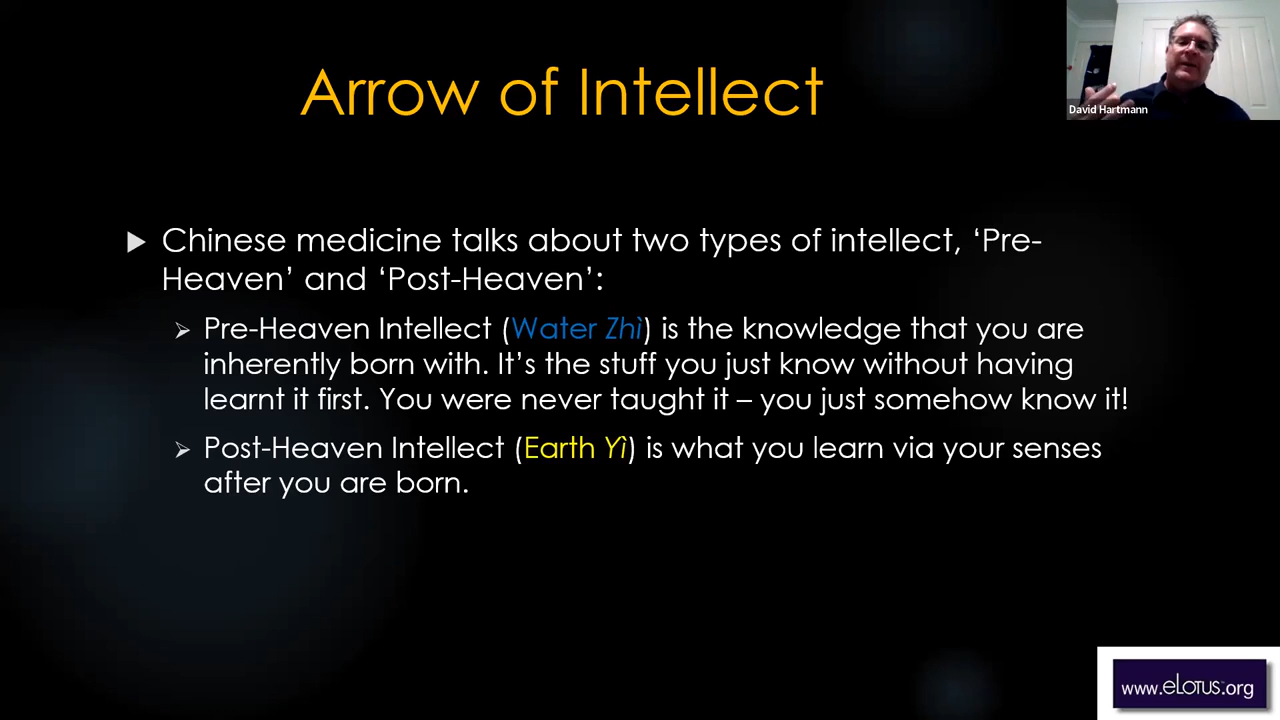 Arrow of Intellect
David Hartmann
Chinese medicine talks about two types of intellect, ‘Pre-
Heaven’ and ‘Post-Heaven’:
Pre-Heaven Intellect (Water Zhì) is the knowledge that you are
inherently born with. It’s the stuff you just know without having
learnt it first. You were never taught it – you just somehow know it!
Post-Heaven Intellect (Earth Yì) is what you learn via your senses
after you are born.
www.eLotus.org